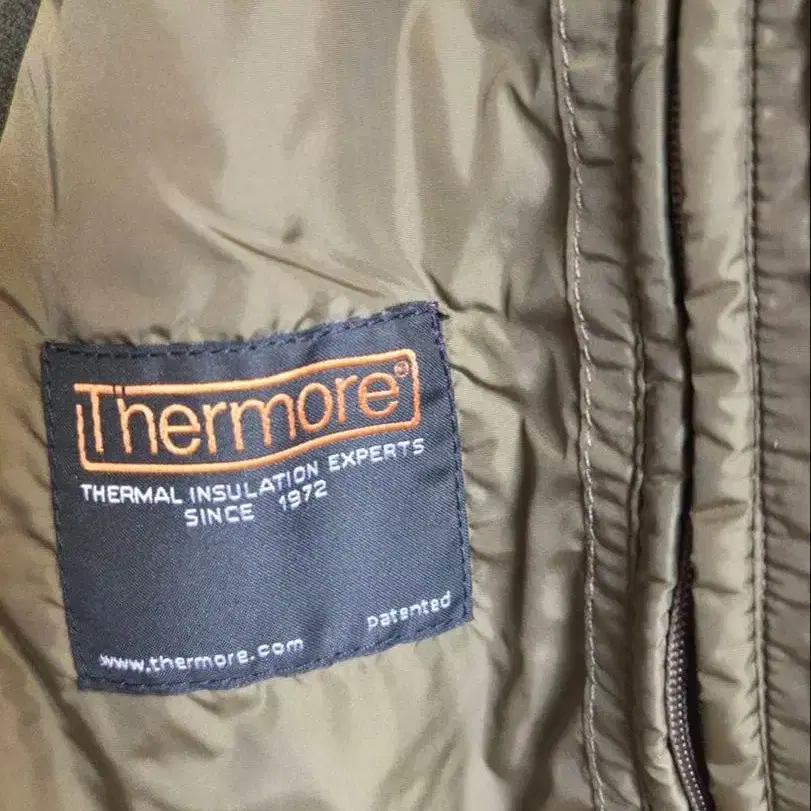 Thermore®
THERMAL INSULATION EXPERTS
SINCE 1972
patented
www.thermore.com